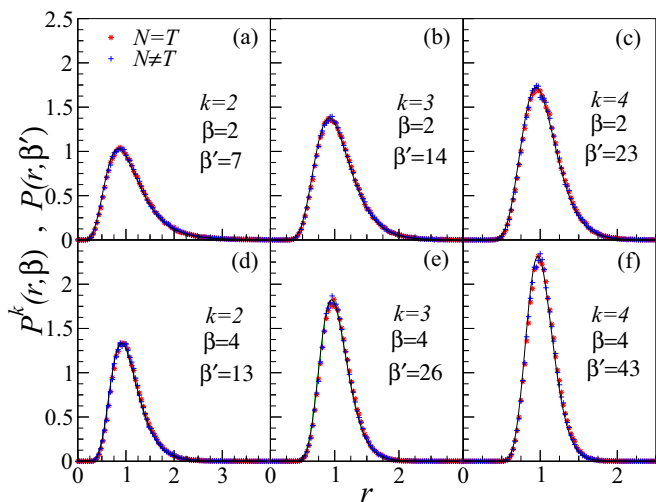 P^k(r,β) , P(r,β′)
2.5
2
1.5
1
0.5
0
N=T
N≠T
(a)
k=2
β=2
β′=7
(b)
k=3
β=2
β′=14
(c)
k=4
β=2
β′=23
2
1.5
1
0.5
0
(d)
k=2
β=4
β′=13
(e)
k=3
β=4
β′=26
(f)
k=4
β=4
β′=43
0 1 2 3 0 1 2 0 1 2
r